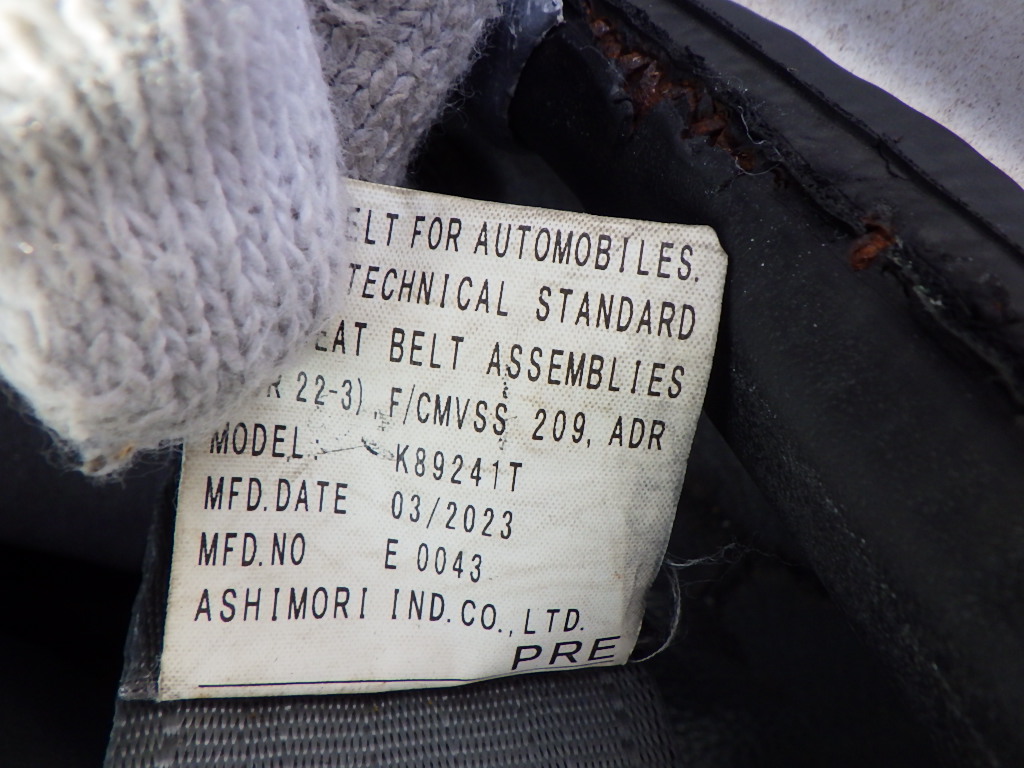 ELT FOR AUTOMOBILES.
TECHNICAL STANDARD
EAT BELT ASSEMBLIES
R 22-3), F/CMVSS 209, ADR
MODEL: K89241T
MFD.DATE 03/2023
MFD.NO E 0043
ASHIMORI IND.CO.,LTD.
PRE